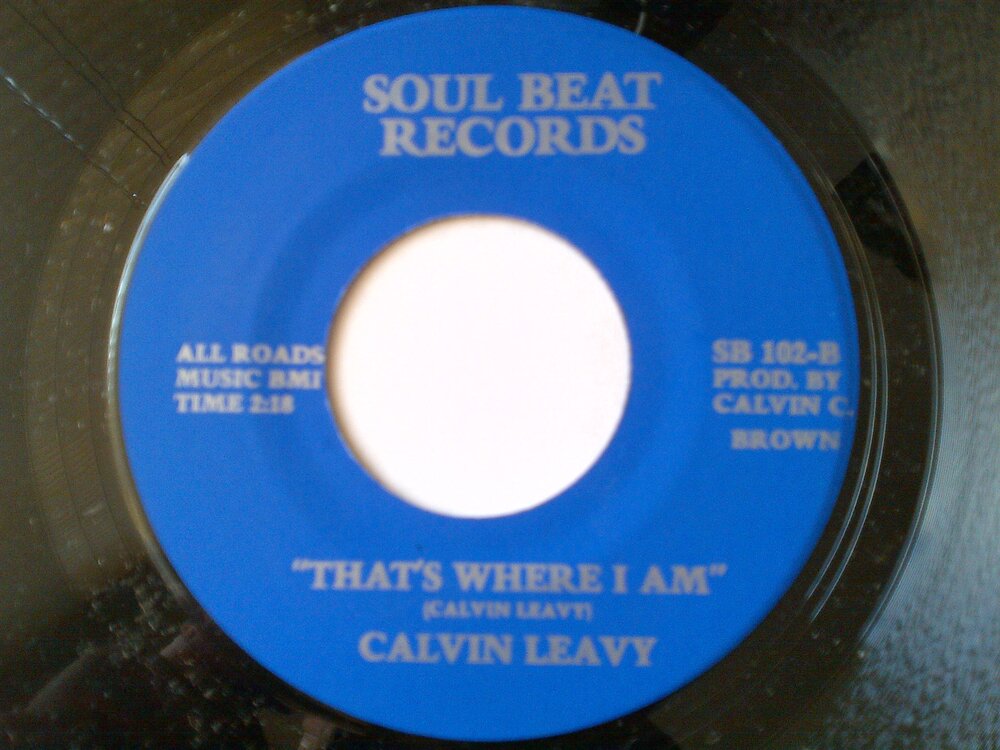 SOUL BEAT
RECORDS
ALL ROADS
MUSIC BMI
TIME 2:18
SB 102-B
PROD. BY
CALVIN C.
BROWN
"THAT'S WHERE I AM"
(CALVIN LEAVY)
CALVIN LEAVY